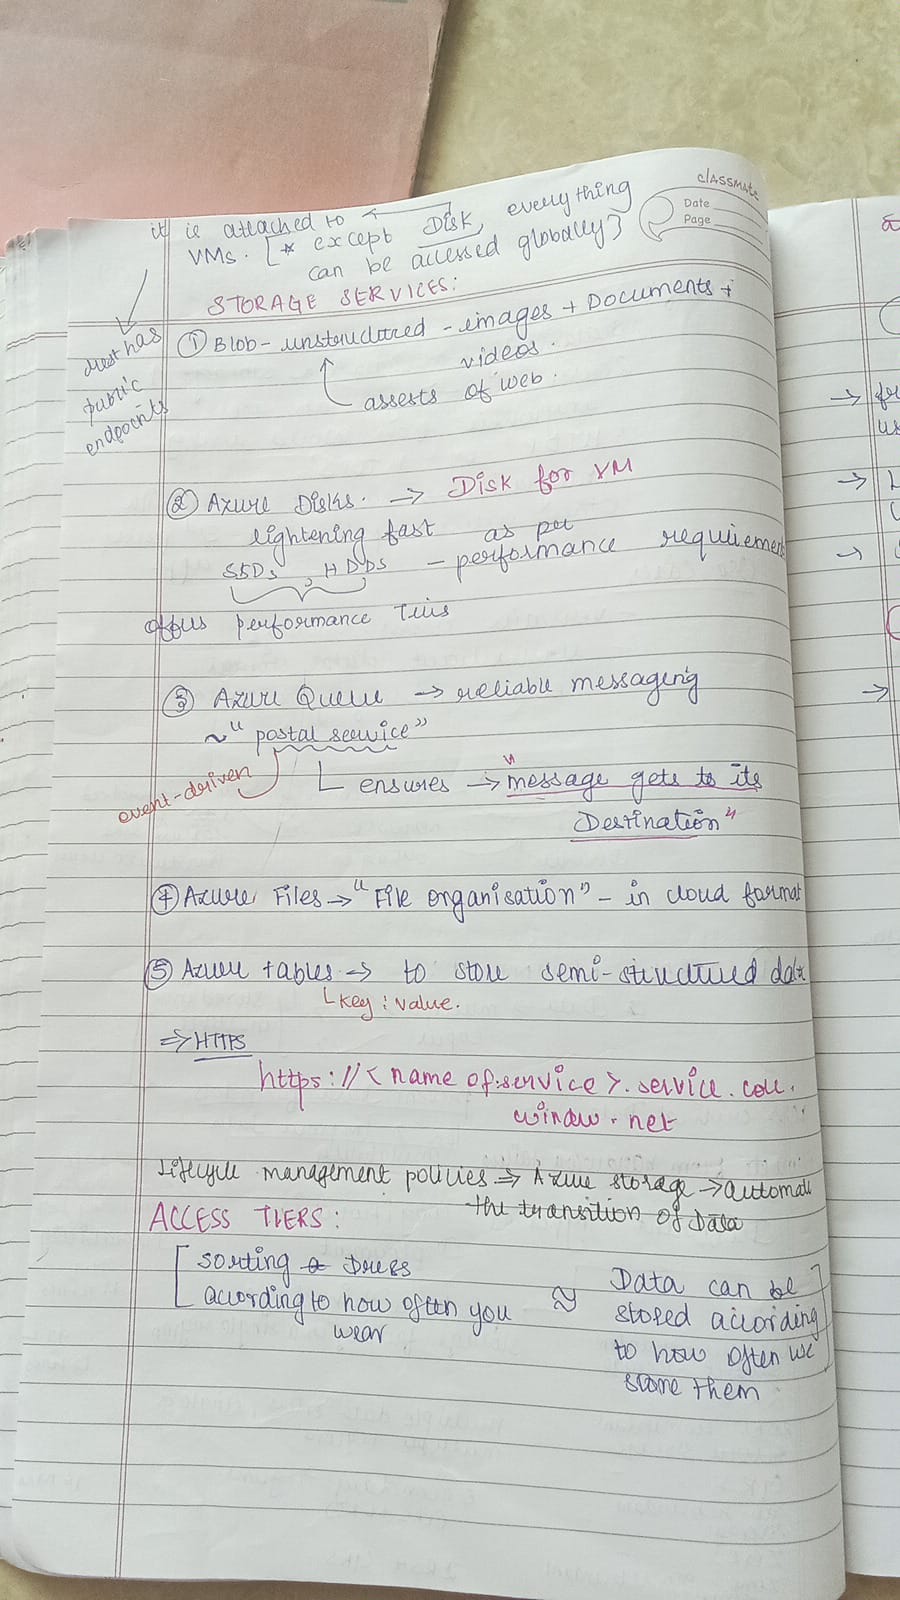 classmate
Date
Page
it is attached to
VMs. [* except Disk, everything
can be accessed globally]
STORAGE SERVICES:
must has
public
endpoints
① Blob - unstructured - images + Documents +
videos.
assests of web.
② Azure Disks. → Disk for VM
lightening fast as per
SSDs, HDDs - performance requirement
offers performance Tiers
③ Azure Queue → reliable messageing
~ "postal service"
event-driven
ensures → "message gets to its
Destination"
④ Azure Files → "File organisation" - in cloud format
⑤ Azure tables → to store semi-structured data
key : value.
⇒ HTTPS
https://<name of.service>.service.core.
window.net
Lifecycle management policies ⇒ Azure storage → automate
the transition of Data
ACCESS TIERS:
[Sorting Dress
according to how often you
wear
≈ Data can be]
stored according
to how often we
store them